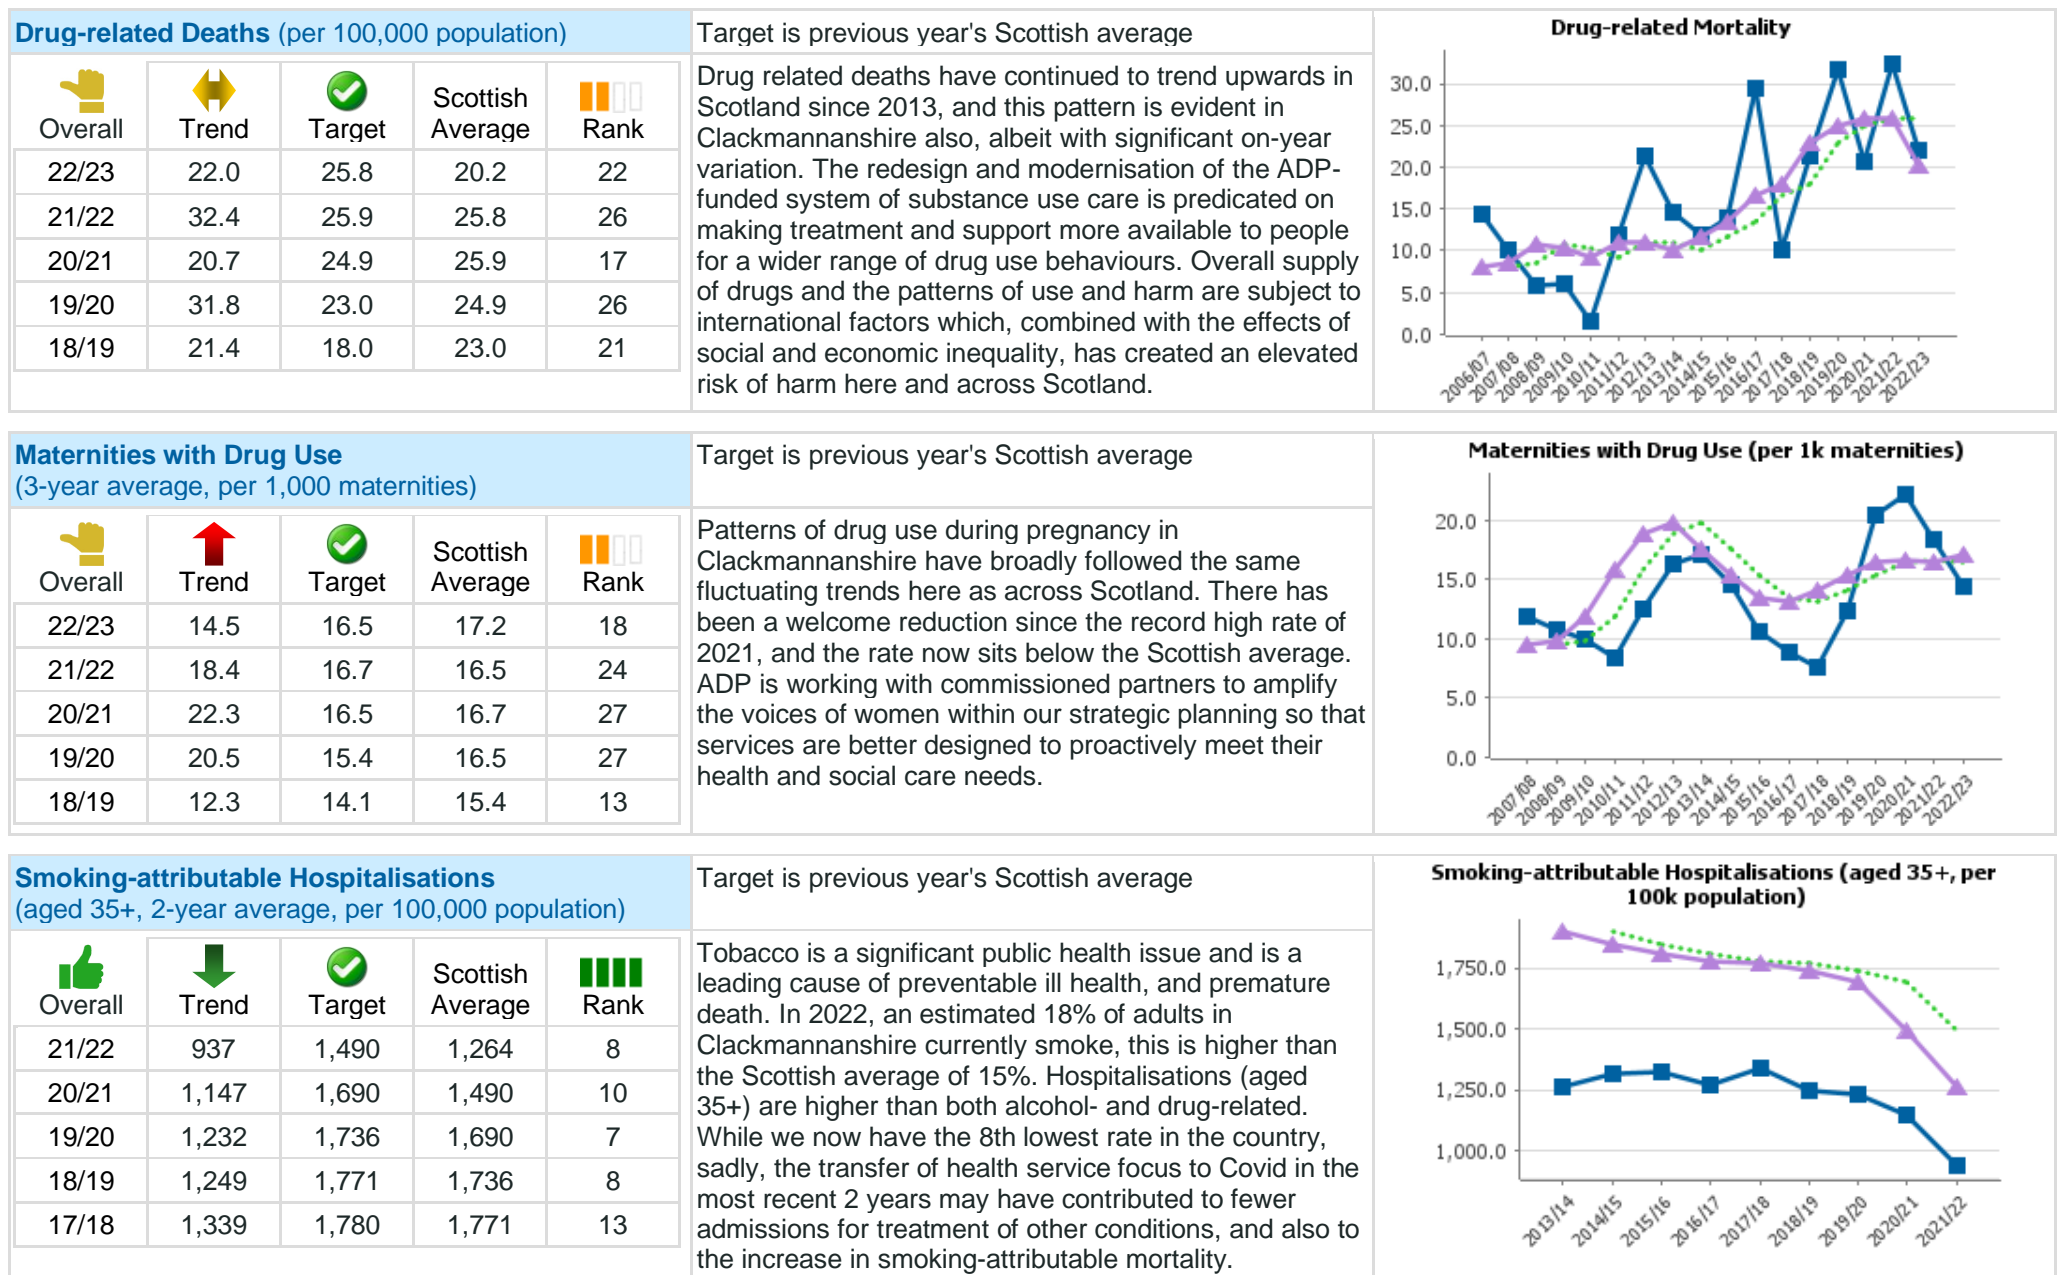 Drug-related Deaths (per 100,000 population)
Target is previous year's Scottish average
Overall Trend Target Scottish Average Rank
22/23 22.0 25.8 20.2 22
21/22 32.4 25.9 25.8 26
20/21 20.7 24.9 25.9 17
19/20 31.8 23.0 24.9 26
18/19 21.4 18.0 23.0 21
Drug related deaths have continued to trend upwards in
Scotland since 2013, and this pattern is evident in
Clackmannanshire also, albeit with significant on-year
variation. The redesign and modernisation of the ADP-
funded system of substance use care is predicated on
making treatment and support more available to people
for a wider range of drug use behaviours. Overall supply
of drugs and the patterns of use and harm are subject to
international factors which, combined with the effects of
social and economic inequality, has created an elevated
risk of harm here and across Scotland.
Drug-related Mortality
30.0
25.0
20.0
15.0
10.0
5.0
0.0
2006/07 2007/08 2008/09 2009/10 2010/11 2011/12 2012/13 2013/14 2014/15 2015/16 2016/17 2017/18 2018/19 2019/20 2020/21 2021/22 2022/23
Maternities with Drug Use
(3-year average, per 1,000 maternities)
Target is previous year's Scottish average
Overall Trend Target Scottish Average Rank
22/23 14.5 16.5 17.2 18
21/22 18.4 16.7 16.5 24
20/21 22.3 16.5 16.7 27
19/20 20.5 15.4 16.5 27
18/19 12.3 14.1 15.4 13
Patterns of drug use during pregnancy in
Clackmannanshire have broadly followed the same
fluctuating trends here as across Scotland. There has
been a welcome reduction since the record high rate of
2021, and the rate now sits below the Scottish average.
ADP is working with commissioned partners to amplify
the voices of women within our strategic planning so that
services are better designed to proactively meet their
health and social care needs.
Maternities with Drug Use (per 1k maternities)
20.0
15.0
10.0
5.0
0.0
2007/08 2008/09 2009/10 2010/11 2011/12 2012/13 2013/14 2014/15 2015/16 2016/17 2017/18 2018/19 2019/20 2020/21 2021/22 2022/23
Smoking-attributable Hospitalisations
(aged 35+, 2-year average, per 100,000 population)
Target is previous year's Scottish average
Overall Trend Target Scottish Average Rank
21/22 937 1,490 1,264 8
20/21 1,147 1,690 1,490 10
19/20 1,232 1,736 1,690 7
18/19 1,249 1,771 1,736 8
17/18 1,339 1,780 1,771 13
Tobacco is a significant public health issue and is a
leading cause of preventable ill health, and premature
death. In 2022, an estimated 18% of adults in
Clackmannanshire currently smoke, this is higher than
the Scottish average of 15%. Hospitalisations (aged
35+) are higher than both alcohol- and drug-related.
While we now have the 8th lowest rate in the country,
sadly, the transfer of health service focus to Covid in the
most recent 2 years may have contributed to fewer
admissions for treatment of other conditions, and also to
the increase in smoking-attributable mortality.
Smoking-attributable Hospitalisations (aged 35+, per
100k population)
1,750.0
1,500.0
1,250.0
1,000.0
2013/14 2014/15 2015/16 2016/17 2017/18 2018/19 2019/20 2020/21 2021/22